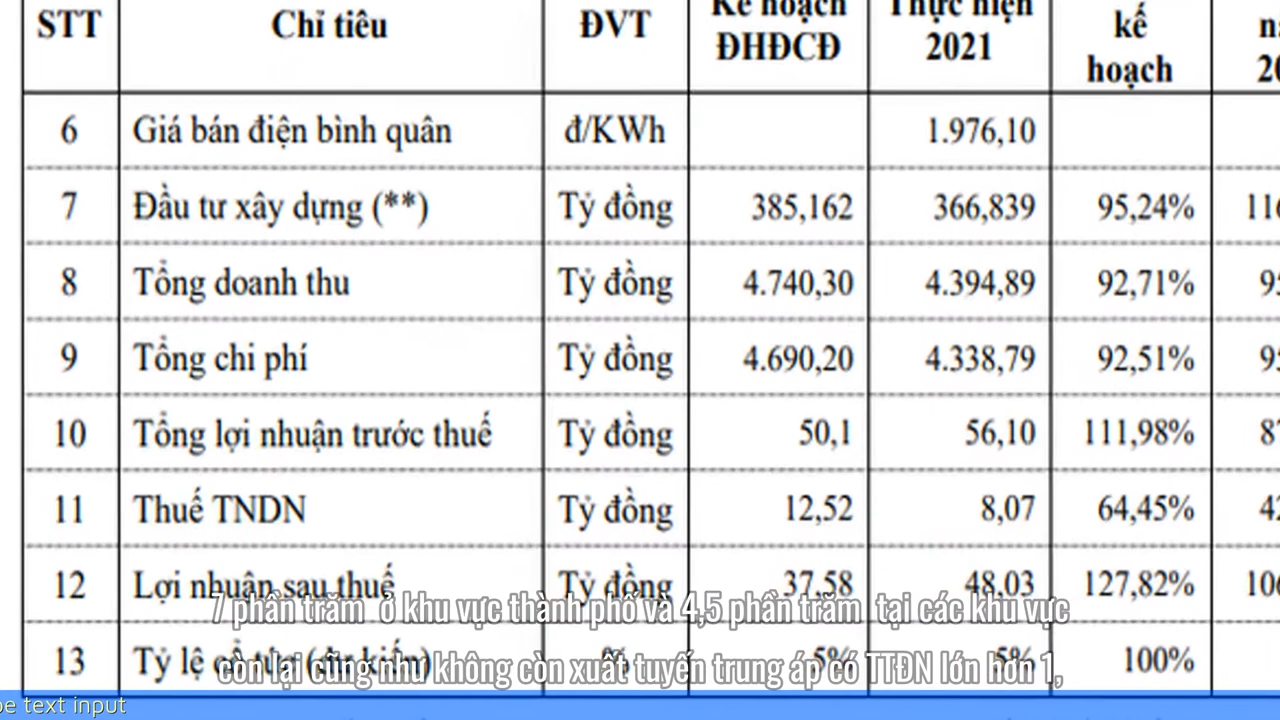 STT Chỉ tiêu ĐVT Kế hoạch ĐHĐCĐ Thực hiện 2021 kế hoạch
6 Giá bán điện bình quân đ/KWh 1.976,10
7 Đầu tư xây dựng (**) Tỷ đồng 385,162 366,839 95,24%
8 Tổng doanh thu Tỷ đồng 4.740,30 4.394,89 92,71%
9 Tổng chi phí Tỷ đồng 4.690,20 4.338,79 92,51%
10 Tổng lợi nhuận trước thuế Tỷ đồng 50,1 56,10 111,98%
11 Thuế TNDN Tỷ đồng 12,52 8,07 64,45%
12 Lợi nhuận sau thuế Tỷ đồng 37,58 48,03 127,82%
13 Tỷ lệ cổ tức (dự kiến) % 5% 5% 100%
7 phần trăm ở khu vực thành phố và 4,5 phần trăm tại các khu vực
còn lại cũng như không còn xuất tuyến trung áp có TTĐN lớn hơn 1,
text input